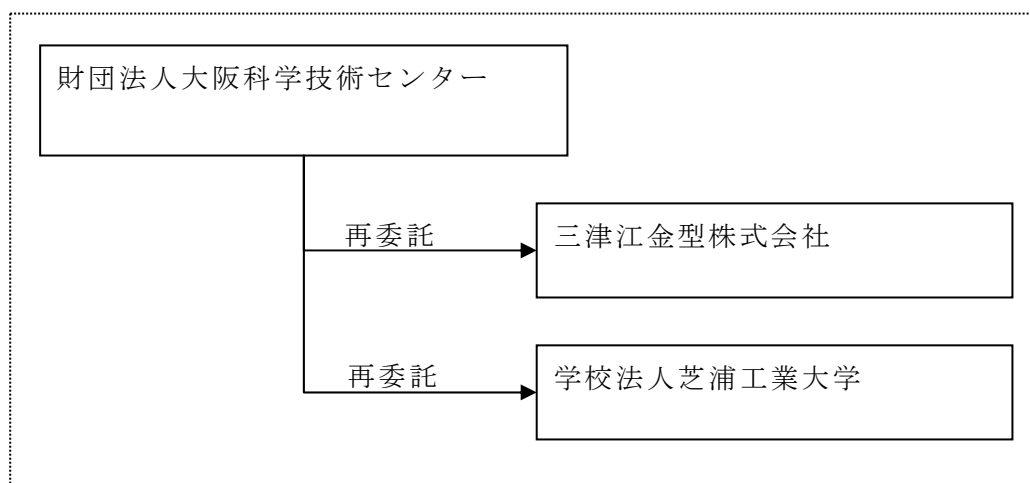 財団法人大阪科学技術センター
再委託
三津江金型株式会社
再委託
学校法人芝浦工業大学